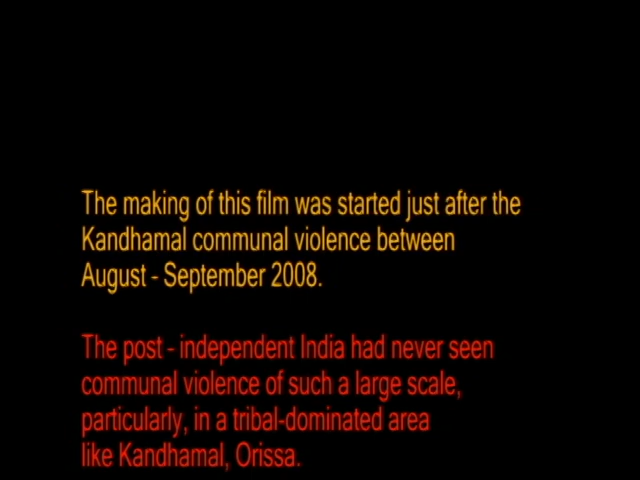 The making of this film was started just after the
Kandhamal communal violence between
August - September 2008.
The post - independent India had never seen
communal violence of such a large scale,
particularly, in a tribal-dominated area
like Kandhamal, Orissa.